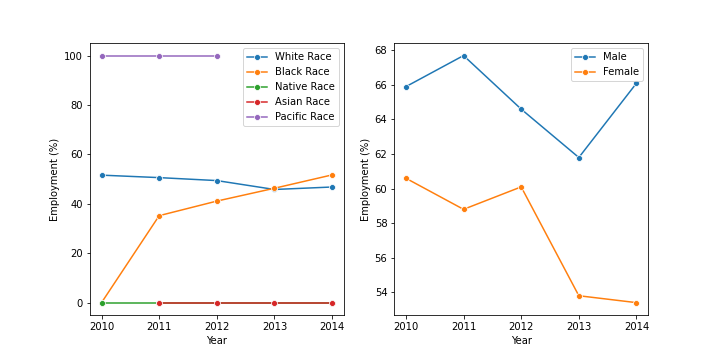 100
80
60
40
20
0
Employment (%)
2010 2011 2012 2013 2014
Year
White Race
Black Race
Native Race
Asian Race
Pacific Race
68
66
64
62
60
58
56
54
Employment (%)
2010 2011 2012 2013 2014
Year
Male
Female